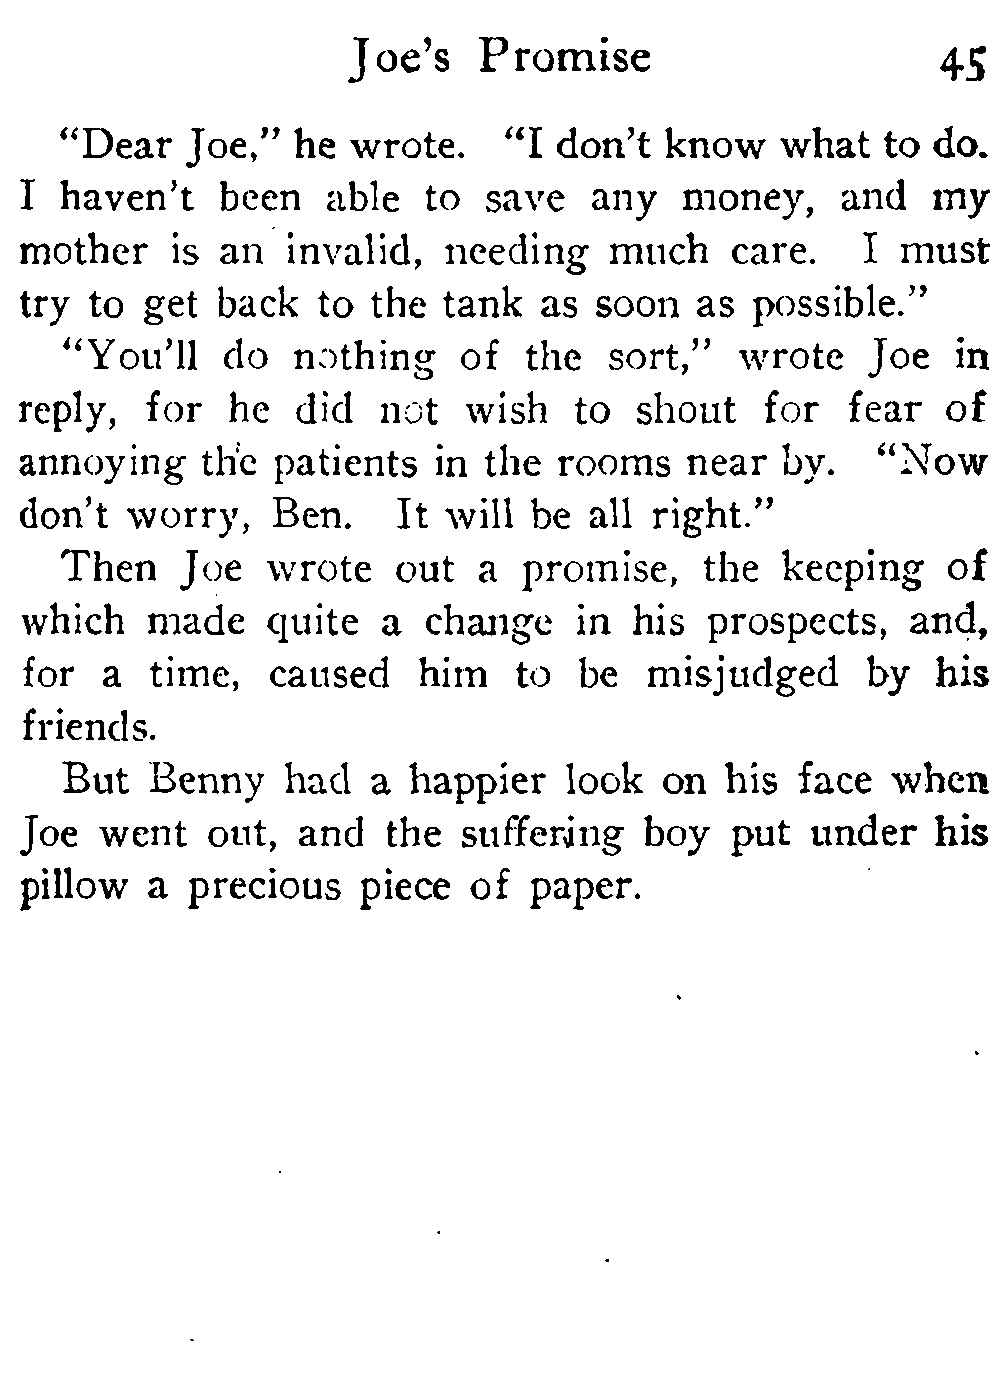 Joe's Promise 45
"Dear Joe," he wrote. "I don't know what to do.
I haven't been able to save any money, and my
mother is an invalid, needing much care. I must
try to get back to the tank as soon as possible."
"You'll do nothing of the sort," wrote Joe in
reply, for he did not wish to shout for fear of
annoying the patients in the rooms near by. "Now
don't worry, Ben. It will be all right."
Then Joe wrote out a promise, the keeping of
which made quite a change in his prospects, and,
for a time, caused him to be misjudged by his
friends.
But Benny had a happier look on his face when
Joe went out, and the suffering boy put under his
pillow a precious piece of paper.